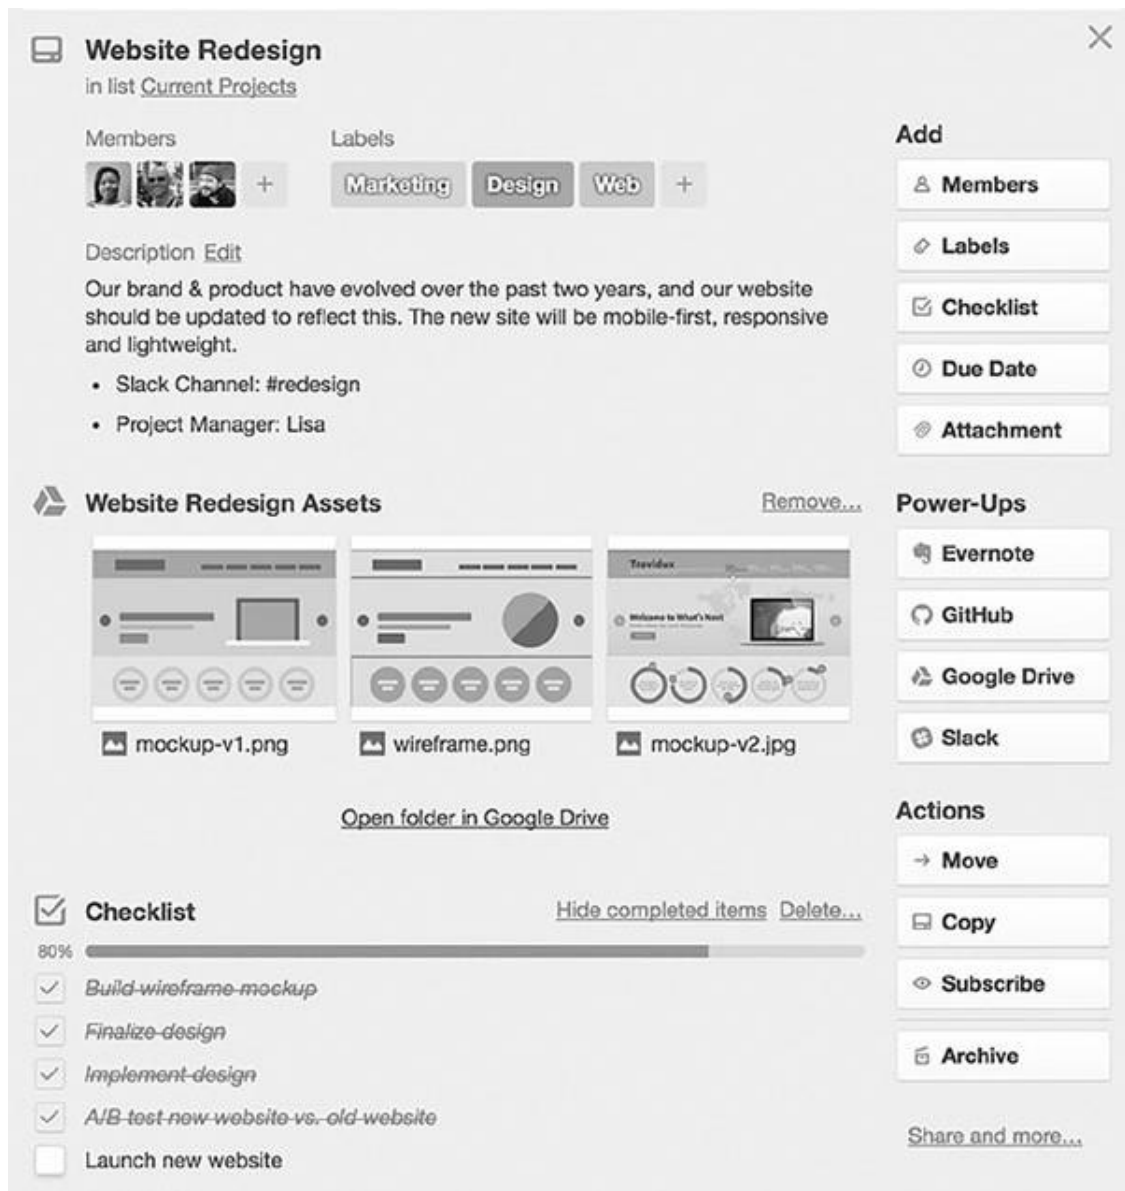 Website Redesign
in list Current Projects
Members
Labels
+
Marketing
Design
Web
+
Description Edit
Our brand & product have evolved over the past two years, and our website
should be updated to reflect this. The new site will be mobile-first, responsive
and lightweight.
• Slack Channel: #redesign
• Project Manager: Lisa
Website Redesign Assets
Remove...
Travidux
Welcome to What's Next
mockup-v1.png
wireframe.png
mockup-v2.jpg
Open folder in Google Drive
Checklist
Hide completed items Delete...
80%
Build wireframe mockup
Finalize design
Implement design
A/B test new website vs. old website
Launch new website
Add
Members
Labels
Checklist
Due Date
Attachment
Power-Ups
Evernote
GitHub
Google Drive
Slack
Actions
Move
Copy
Subscribe
Archive
Share and more...